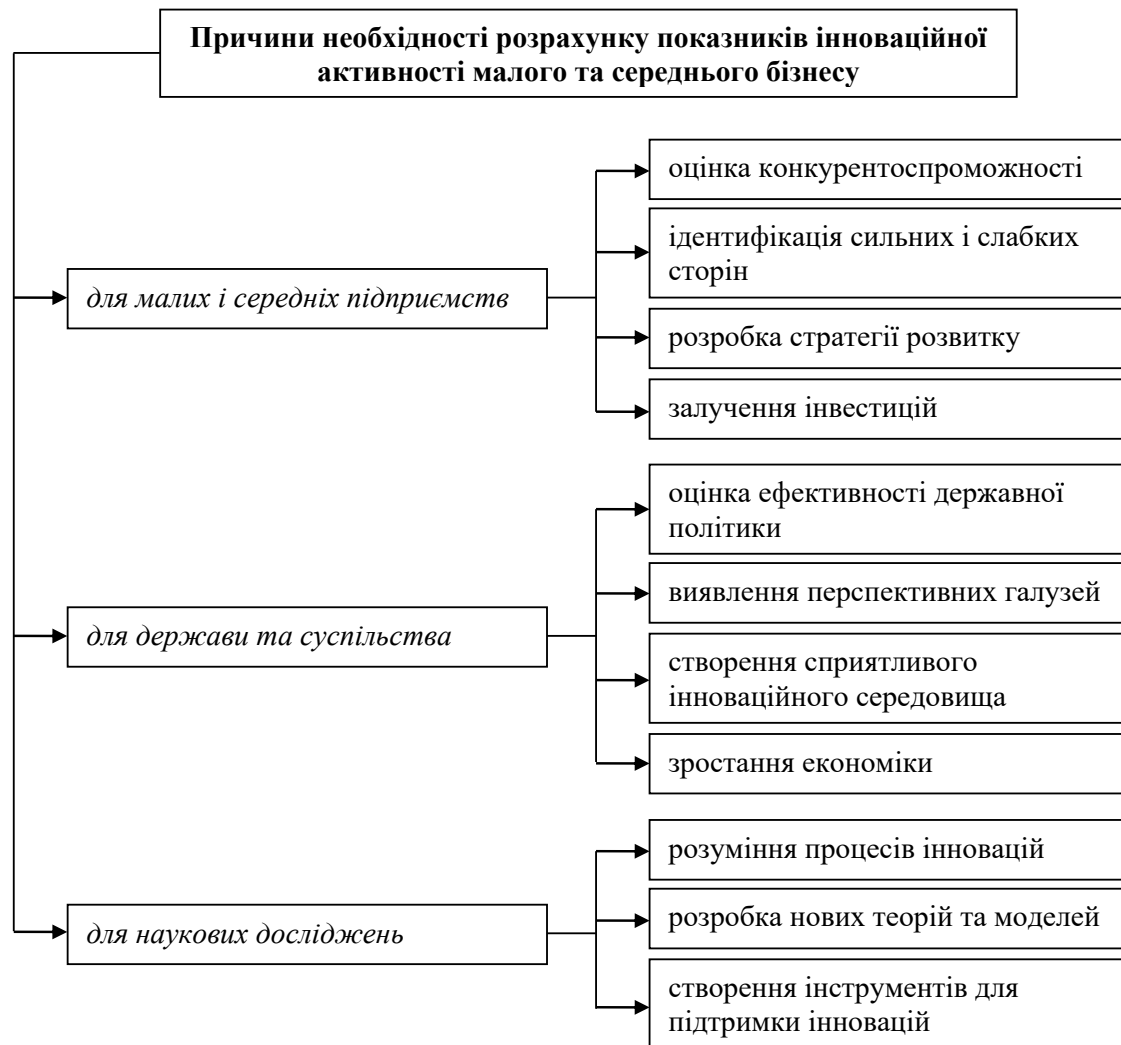 Причини необхідності розрахунку показників інноваційної
активності малого та середнього бізнесу
для малих і середніх підприємств
оцінка конкурентоспроможності
ідентифікація сильних і слабких
сторін
розробка стратегії розвитку
залучення інвестицій
для держави та суспільства
оцінка ефективності державної
політики
виявлення перспективних галузей
створення сприятливого
інноваційного середовища
зростання економіки
для наукових досліджень
розуміння процесів інновацій
розробка нових теорій та моделей
створення інструментів для
підтримки інновацій